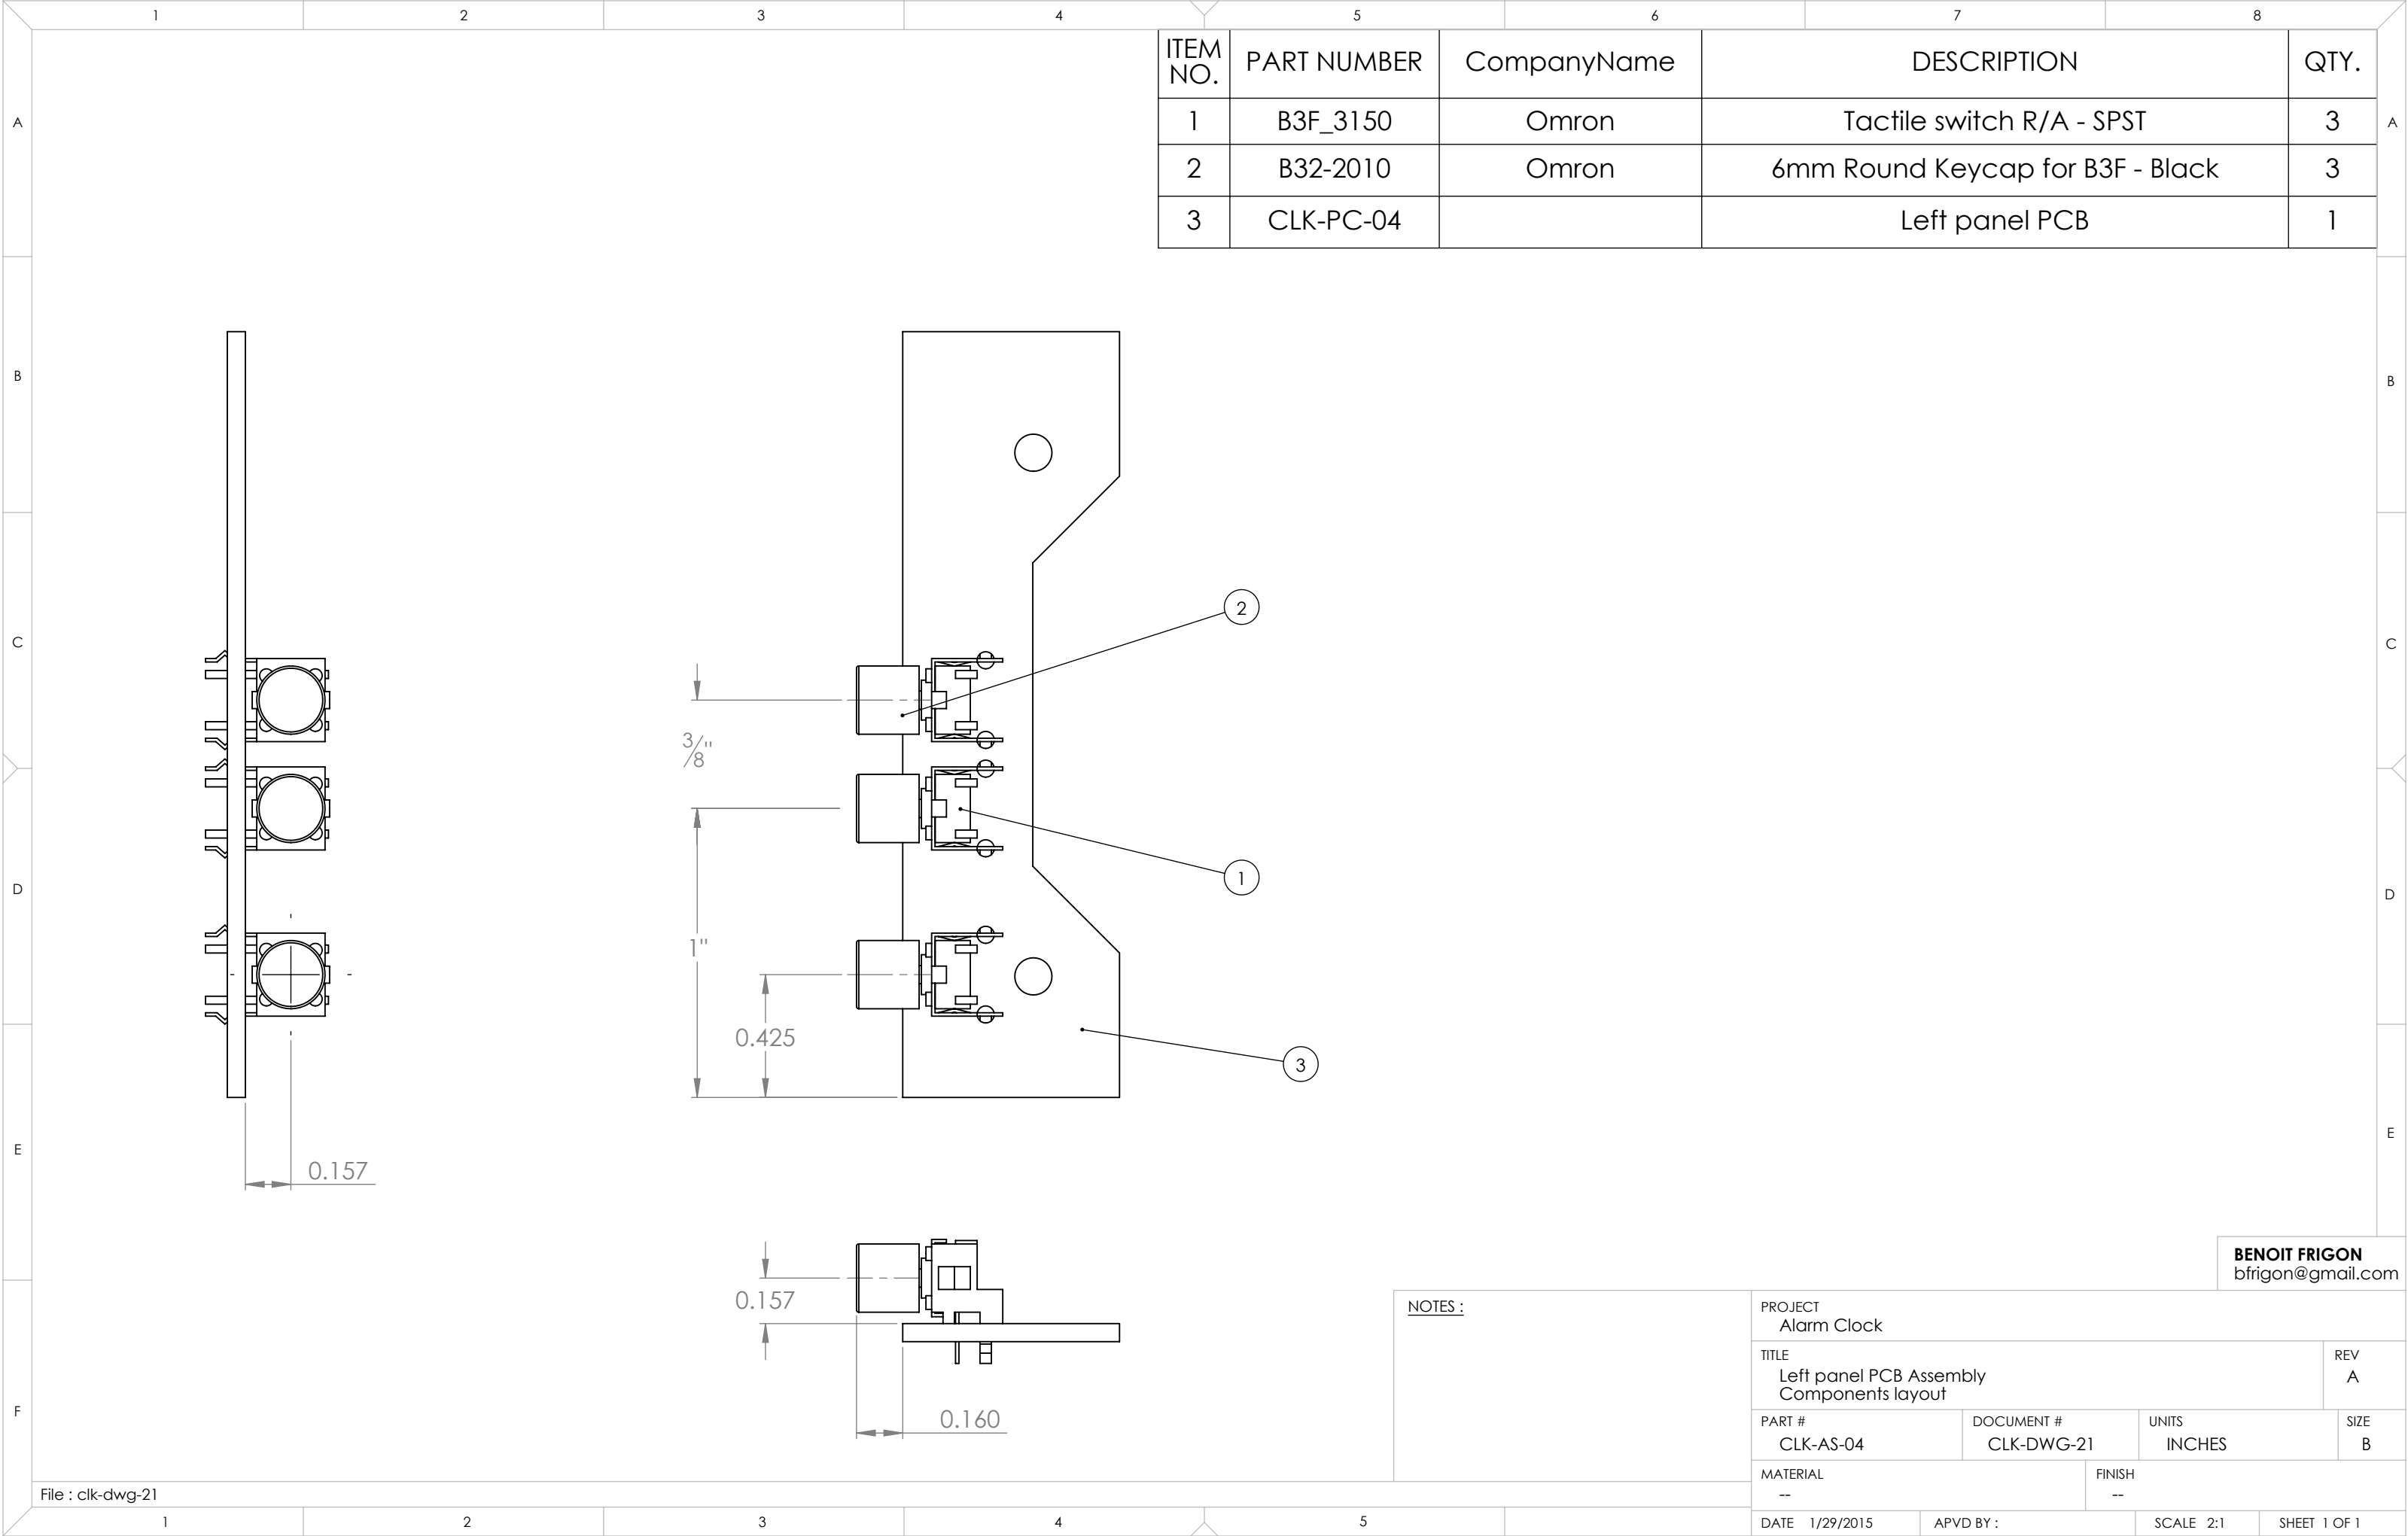 1 2 3 4 5 6 7 8
ITEM NO. PART NUMBER CompanyName DESCRIPTION QTY.
1 B3F_3150 Omron Tactile switch R/A - SPST 3
2 B32-2010 Omron 6mm Round Keycap for B3F - Black 3
3 CLK-PC-04 Left panel PCB 1
A A
B B
C C
D D
E E
F
2
3/8"
1
1"
0.425
3
0.157
0.157
0.160
BENOIT FRIGON
bfrigon@gmail.com
NOTES :
PROJECT
Alarm Clock
TITLE
Left panel PCB Assembly
Components layout
REV
A
PART #
CLK-AS-04
DOCUMENT #
CLK-DWG-21
UNITS
INCHES
SIZE
B
MATERIAL
--
FINISH
--
DATE 1/29/2015 APVD BY : SCALE 2:1 SHEET 1 OF 1
File : clk-dwg-21
1 2 3 4 5